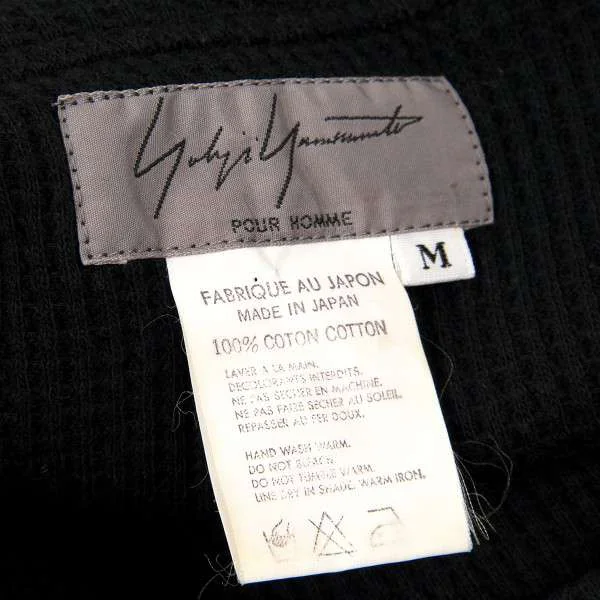 Yohji Yamamoto
POUR HOMME
M
FABRIQUE AU JAPON
MADE IN JAPAN
100% COTON COTTON
LAVER A LA MAIN.
DECOLORANTS INTERDITS.
NE PAS SECHER EN MACHINE.
NE PAS FAIRE SECHER AU SOLEIL.
REPASSER AU FER DOUX.
HAND WASH WARM.
DO NOT BLEACH.
DO NOT TUMBLE WARM.
LINE DRY IN SHADE. WARM IRON.